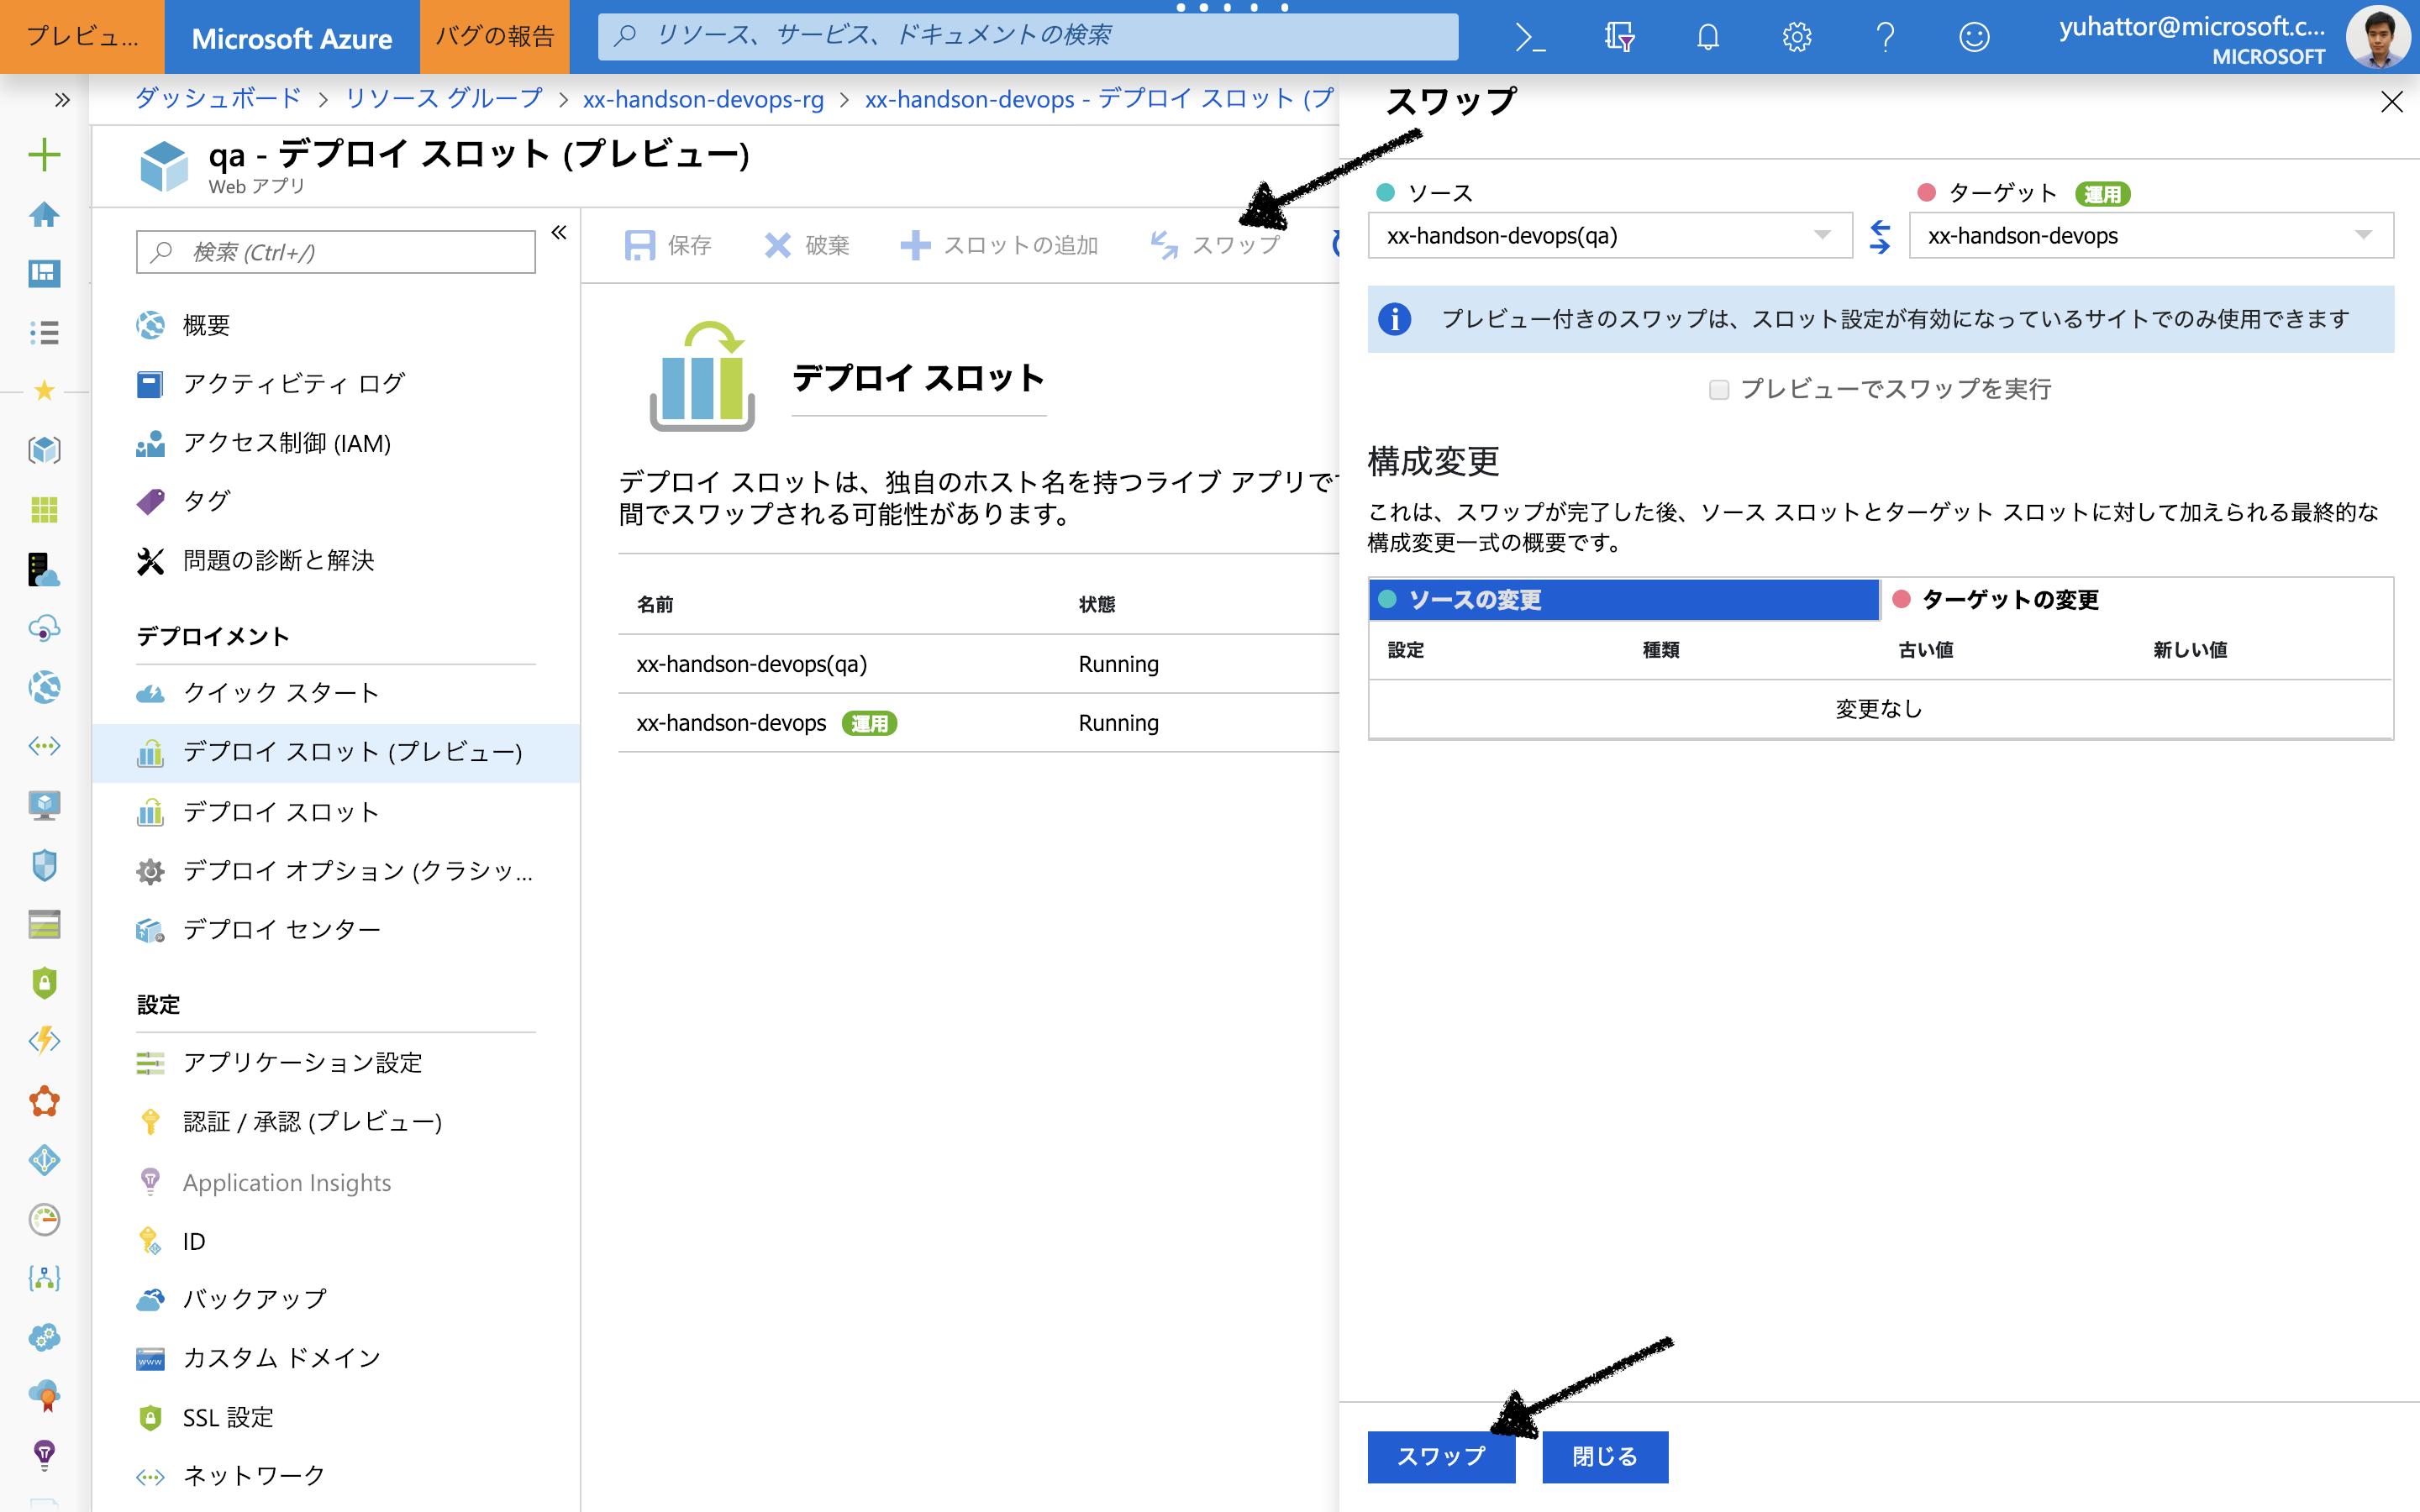 プレビュ...
Microsoft Azure
バグの報告
リソース、サービス、ドキュメントの検索
yuhattor@microsoft.c...
MICROSOFT
ダッシュボード > リソース グループ > xx-handson-devops-rg > xx-handson-devops - デプロイ スロット (プ
qa - デプロイ スロット (プレビュー)
Web アプリ
検索 (Ctrl+/)
概要
アクティビティ ログ
アクセス制御 (IAM)
タグ
問題の診断と解決
デプロイメント
クイック スタート
デプロイ スロット (プレビュー)
デプロイ スロット
デプロイ オプション (クラシッ...
デプロイ センター
設定
アプリケーション設定
認証 / 承認 (プレビュー)
Application Insights
ID
バックアップ
カスタム ドメイン
SSL 設定
ネットワーク
保存
破棄
スロットの追加
スワップ
デプロイ スロット
デプロイ スロットは、独自のホスト名を持つライブ アプリです
間でスワップされる可能性があります。
名前 状態
xx-handson-devops(qa) Running
xx-handson-devops 運用 Running
スワップ
ソース
ターゲット 運用
xx-handson-devops(qa)
xx-handson-devops
プレビュー付きのスワップは、スロット設定が有効になっているサイトでのみ使用できます
プレビューでスワップを実行
構成変更
これは、スワップが完了した後、ソース スロットとターゲット スロットに対して加えられる最終的な
構成変更一式の概要です。
ソースの変更
ターゲットの変更
設定 種類 古い値 新しい値
変更なし
スワップ
閉じる